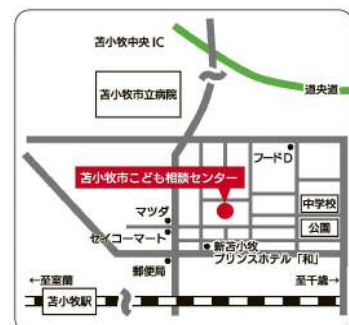 苫小牧中央IC
苫小牧市立病院
道央道
フードD
苫小牧市こども相談センター
中学校
マツダ
公園
セイコーマート
新苫小牧
プリンスホテル「和」
郵便局
←至室蘭
至千歳→
苫小牧駅